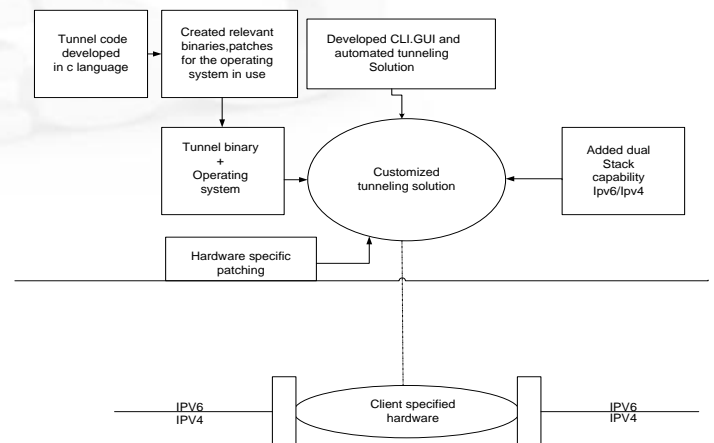 Tunnel code
developed
in c language
Created relevant
binaries,patches
for the operating
system in use
Developed CLI.GUI and
automated tunneling
Solution
Tunnel binary
+
Operating
system
Customized
tunneling solution
Added dual
Stack
capability
Ipv6/Ipv4
Hardware specific
patching
IPV6
IPV4
Client specified
hardware
IPV6
IPV4